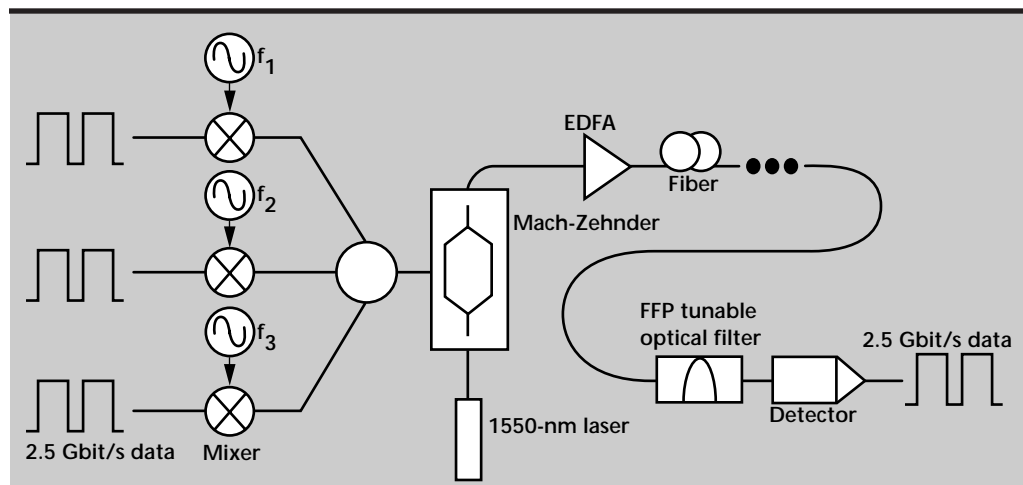 f1
EDFA
f2
Fiber
Mach-Zehnder
f3
FFP tunable
optical filter
2.5 Gbit/s data
1550-nm laser
Detector
2.5 Gbit/s data
Mixer